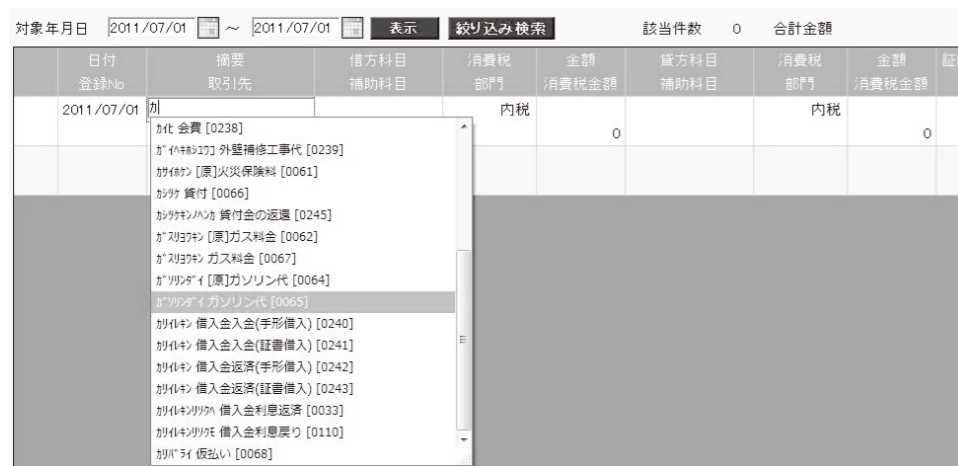 対象年月日 2011/07/01 ～ 2011/07/01 表示 絞り込み検索 該当件数 0 合計金額
日付 摘要 借方科目 消費税 金額 貸方科目 消費税 金額 証
登録No 取引先 補助科目 部門 消費税金額 補助科目 部門 消費税金額
2011/07/01 ｶ 内税 内税
0 0
ｶｲﾋ 会費 [0238]
ｶﾞｲﾍｷﾎｼﾕｳｺ 外壁補修工事代 [0239]
ｶｻｲﾎｹﾝ [原]火災保険料 [0061]
ｶｼﾂｹ 貸付 [0066]
ｶｼﾂｹｷﾝﾉﾍﾝｶ 貸付金の返還 [0245]
ｶﾞｽﾘﾖｳｷﾝ [原]ガス料金 [0062]
ｶﾞｽﾘﾖｳｷﾝ ガス料金 [0067]
ｶﾞｿﾘﾝﾀﾞｲ [原]ガソリン代 [0064]
ｶﾞｿﾘﾝﾀﾞｲ ガソリン代 [0065]
ｶﾘｲﾚｷﾝ 借入金入金(手形借入) [0240]
ｶﾘｲﾚｷﾝ 借入金入金(証書借入) [0241]
ｶﾘｲﾚｷﾝ 借入金返済(手形借入) [0242]
ｶﾘｲﾚｷﾝ 借入金返済(証書借入) [0243]
ｶﾘｲﾚｷﾝﾘｿｸﾍ 借入金利息返済 [0033]
ｶﾘｲﾚｷﾝﾘｿｸﾓ 借入金利息戻り [0110]
ｶﾘﾊﾞﾗｲ 仮払い [0068]